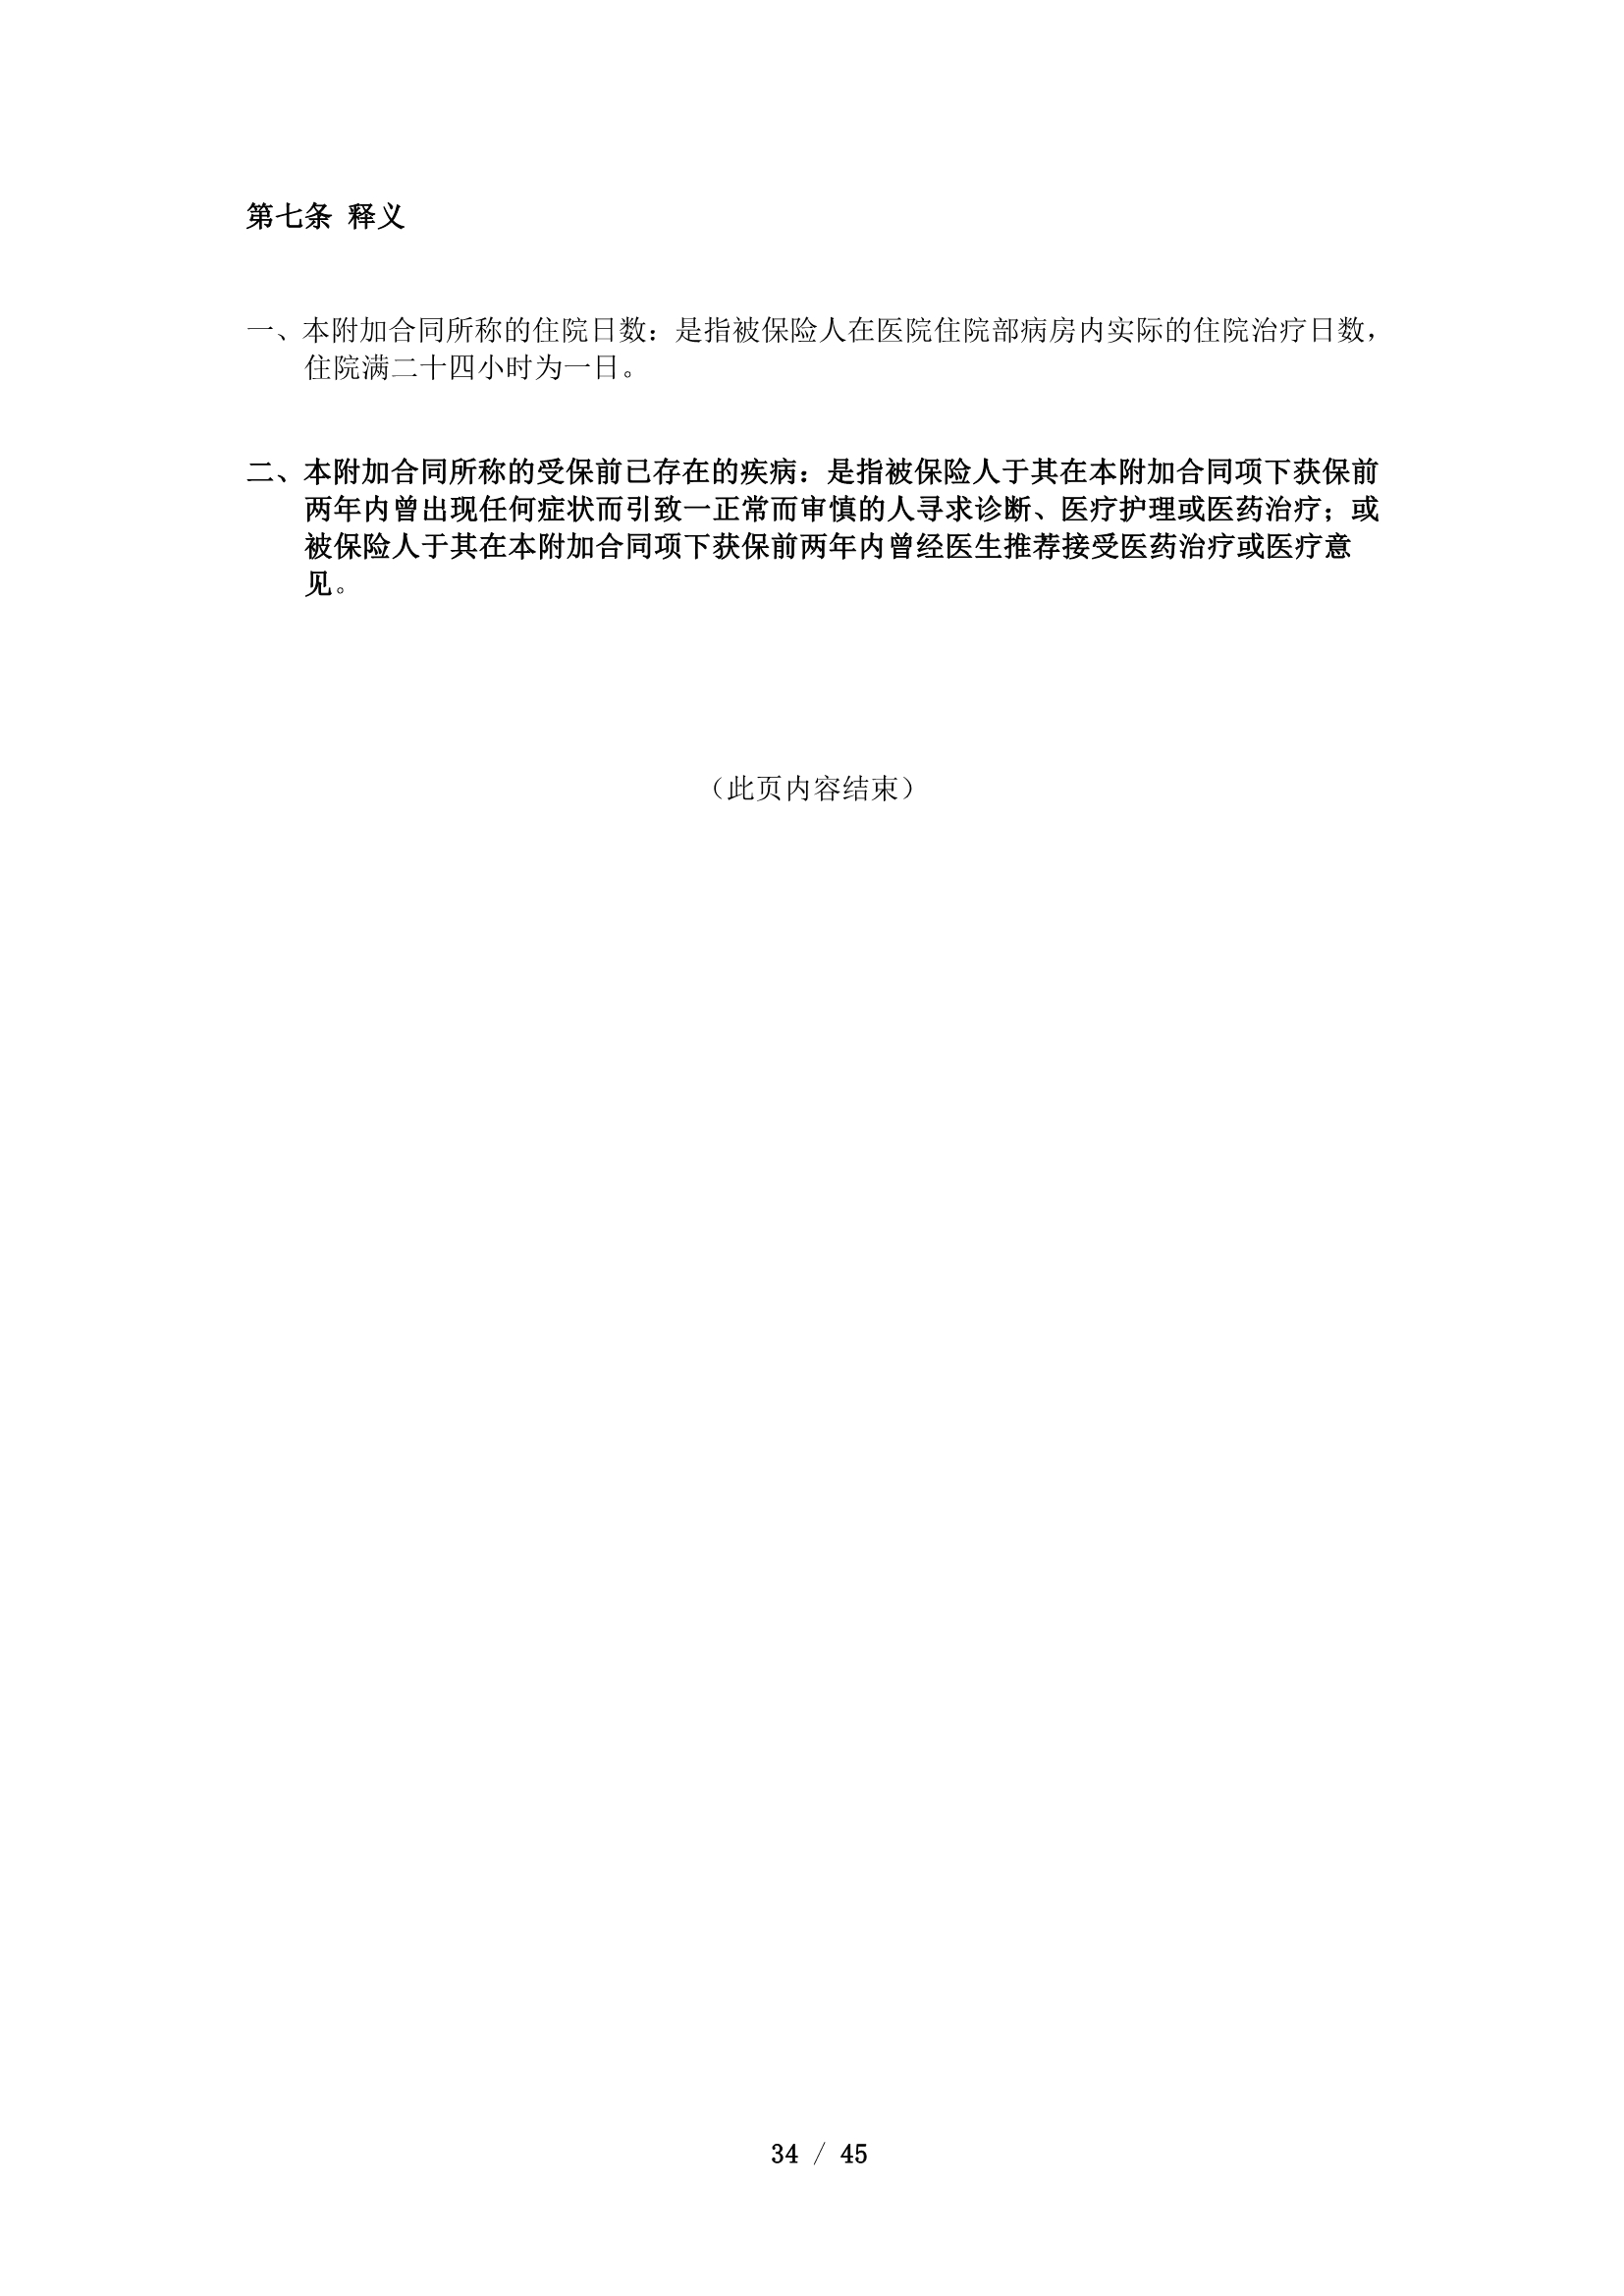 第七条 释义
一、本附加合同所称的住院日数：是指被保险人在医院住院部病房内实际的住院治疗日数，
住院满二十四小时为一日。
二、本附加合同所称的受保前已存在的疾病：是指被保险人于其在本附加合同项下获保前
两年内曾出现任何症状而引致一正常而审慎的人寻求诊断、医疗护理或医药治疗；或
被保险人于其在本附加合同项下获保前两年内曾经医生推荐接受医药治疗或医疗意
见。
（此页内容结束）
34 / 45